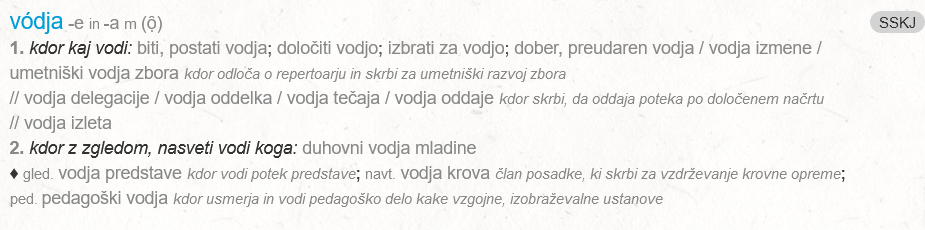 vódja -e in -a m (ọ̑) SSKJ
1. kdor kaj vodi: biti, postati vodja; določiti vodjo; izbrati za vodjo; dober, preudaren vodja / vodja izmene /
umetniški vodja zbora kdor odloča o repertoarju in skrbi za umetniški razvoj zbora
// vodja delegacije / vodja oddelka / vodja tečaja / vodja oddaje kdor skrbi, da oddaja poteka po določenem načrtu
// vodja izleta
2. kdor z zgledom, nasveti vodi koga: duhovni vodja mladine
♦ gled. vodja predstave kdor vodi potek predstave; navt. vodja krova član posadke, ki skrbi za vzdrževanje krovne opreme;
ped. pedagoški vodja kdor usmerja in vodi pedagoško delo kake vzgojne, izobraževalne ustanove